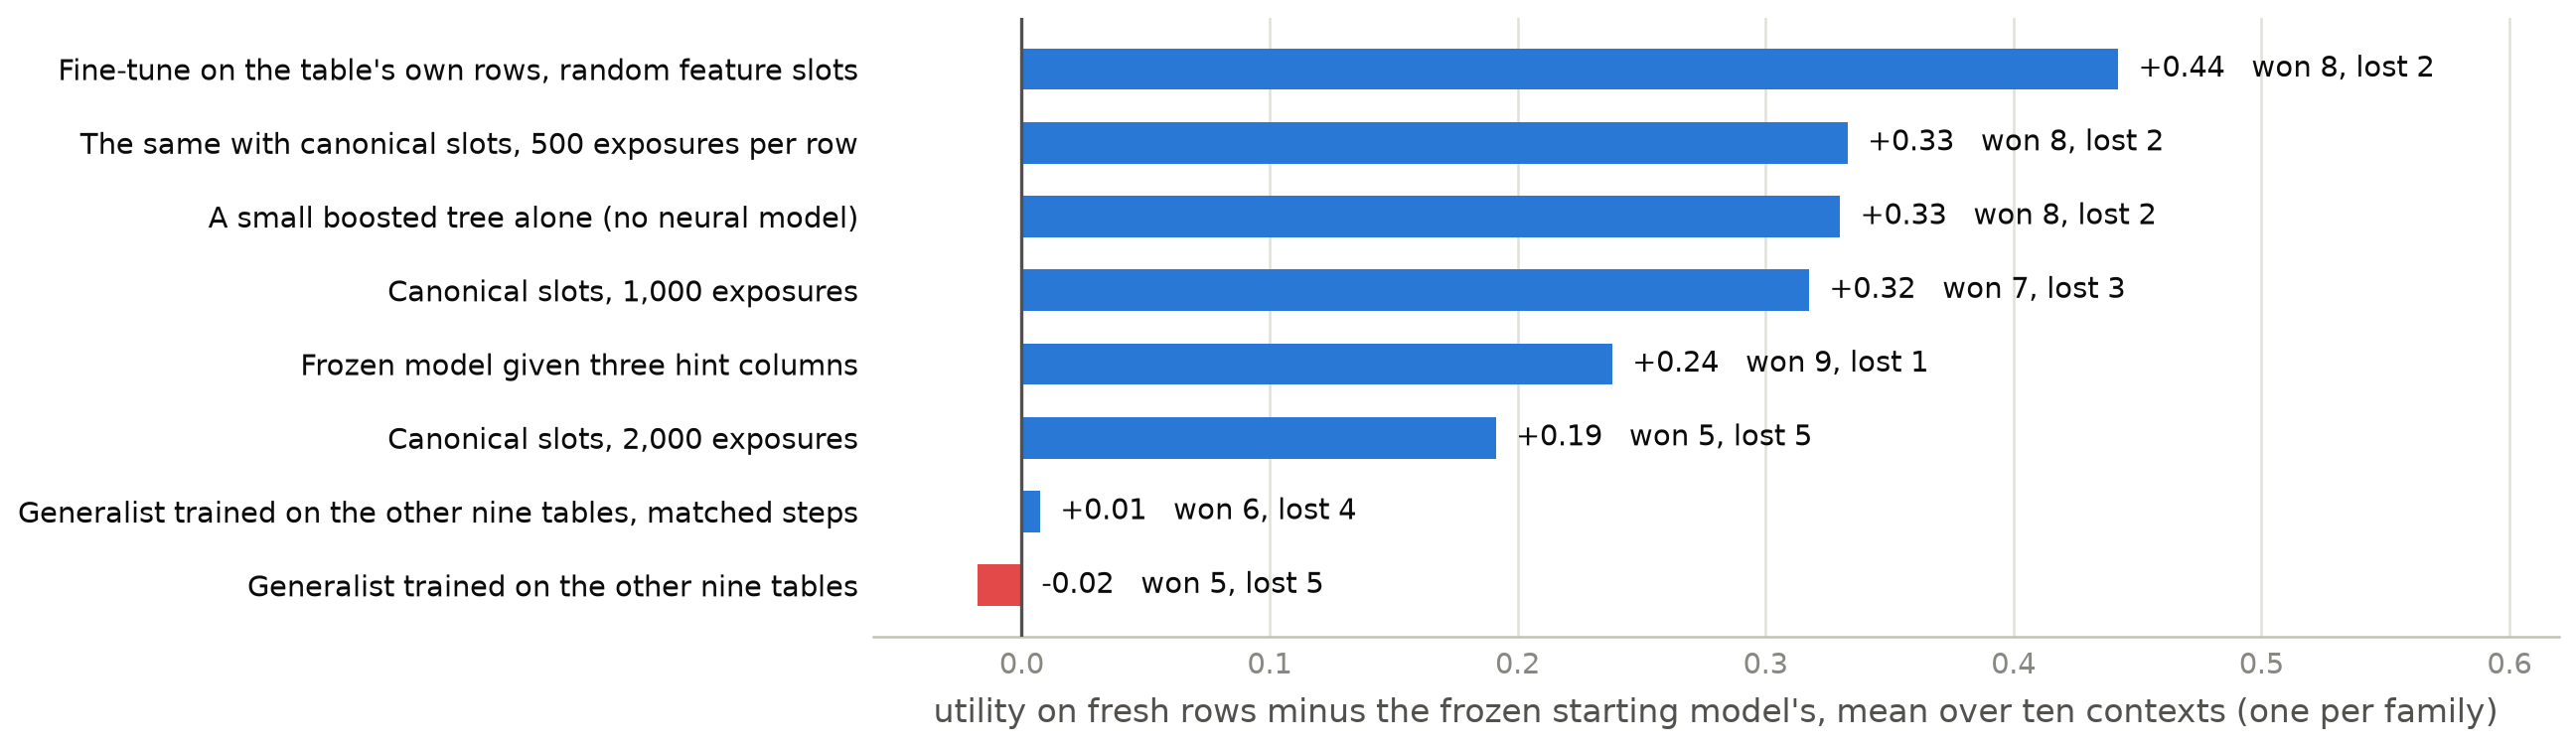 Fine-tune on the table's own rows, random feature slots +0.44 won 8, lost 2
The same with canonical slots, 500 exposures per row +0.33 won 8, lost 2
A small boosted tree alone (no neural model) +0.33 won 8, lost 2
Canonical slots, 1,000 exposures +0.32 won 7, lost 3
Frozen model given three hint columns +0.24 won 9, lost 1
Canonical slots, 2,000 exposures +0.19 won 5, lost 5
Generalist trained on the other nine tables, matched steps +0.01 won 6, lost 4
Generalist trained on the other nine tables -0.02 won 5, lost 5
0.0 0.1 0.2 0.3 0.4 0.5 0.6
utility on fresh rows minus the frozen starting model's, mean over ten contexts (one per family)